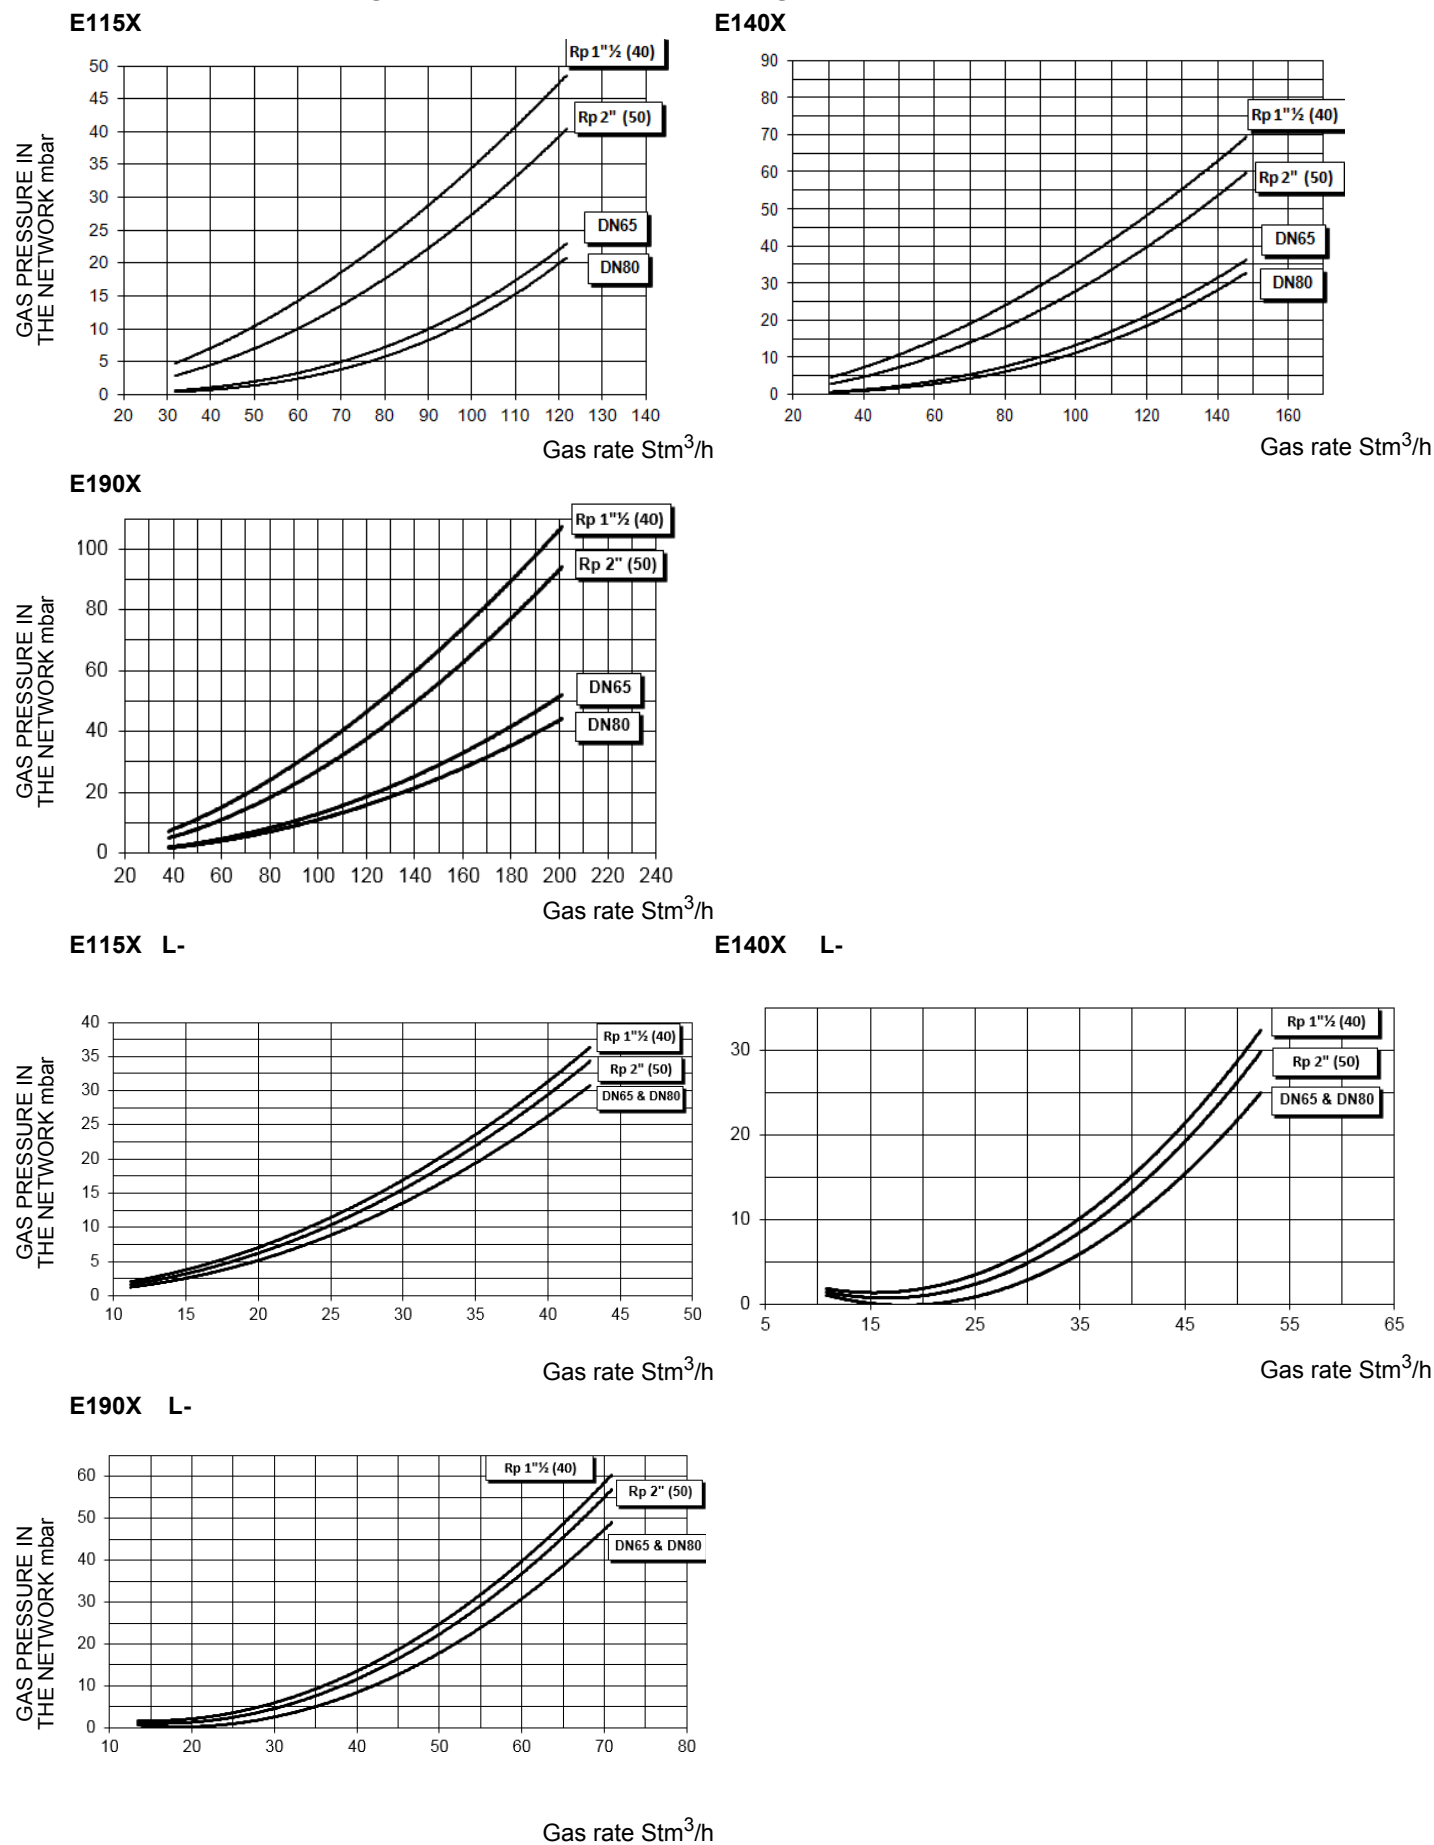 E115X
E140X
GAS PRESSURE IN
THE NETWORK mbar
50
45
40
35
30
25
20
15
10
5
0
Rp 1"½ (40)
Rp 2" (50)
DN65
DN80
20 30 40 50 60 70 80 90 100 110 120 130 140
Gas rate Stm3/h
90
80
70
60
50
40
30
20
10
0
Rp 1"½ (40)
Rp 2" (50)
DN65
DN80
20 40 60 80 100 120 140 160
Gas rate Stm3/h
E190X
GAS PRESSURE IN
THE NETWORK mbar
100
80
60
40
20
0
Rp 1"½ (40)
Rp 2" (50)
DN65
DN80
20 40 60 80 100 120 140 160 180 200 220 240
Gas rate Stm3/h
E115X L-
E140X L-
GAS PRESSURE IN
THE NETWORK mbar
40
35
30
25
20
15
10
5
0
Rp 1"½ (40)
Rp 2" (50)
DN65 & DN80
10 15 20 25 30 35 40 45 50
Gas rate Stm3/h
30
20
10
0
Rp 1"½ (40)
Rp 2" (50)
DN65 & DN80
5 15 25 35 45 55 65
Gas rate Stm3/h
E190X L-
GAS PRESSURE IN
THE NETWORK mbar
60
50
40
30
20
10
0
Rp 1"½ (40)
Rp 2" (50)
DN65 & DN80
10 20 30 40 50 60 70 80
Gas rate Stm3/h